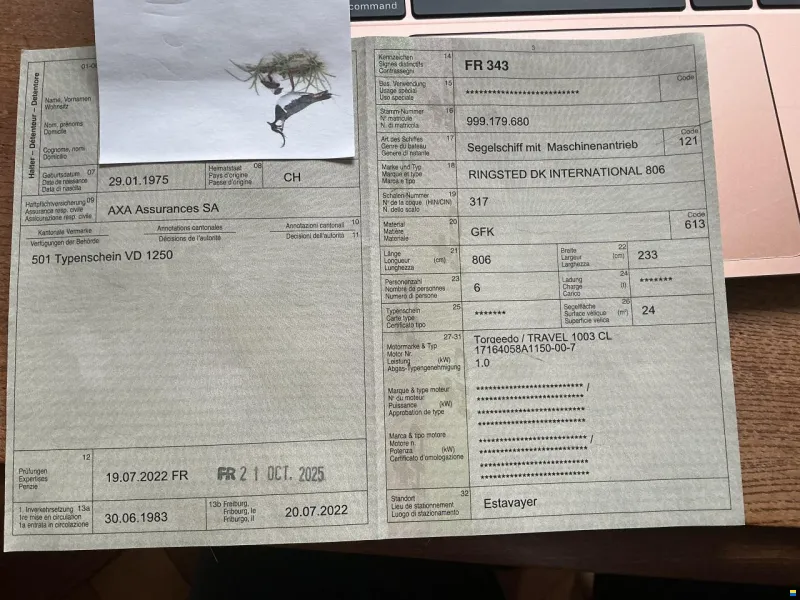 command
01-06
Halter – Détenteur – Detentore
Name, Vornamen
Wohnsitz
Nom, prénoms
Domicile
Cognome, nomi
Domicilio
Geburtsdatum 07
Date de naissance
Data di nascita
29.01.1975
Heimatstaat 08
Pays d'origine
Paese d'origine
CH
Haftpflichtversicherung 09
Assurance resp. civile
Assicurazione resp. civile
AXA Assurances SA
Kantonale Vermerke
Annotations cantonales
Annotazioni cantonali 10
Verfügungen der Behörde
Décisions de l'autorité
Decisioni dell'autorità 11
501 Typenschein VD 1250
12
Prüfungen
Expertises
Perizie
19.07.2022 FR
FR 21 OCT. 2025
1. Inverkehrsetzung 13a
1re mise en circulation
1a entrata in circolazione
30.06.1983
13b Freiburg,
Fribourg, le
Friburgo, il
20.07.2022
Kennzeichen 14
Signes distinctifs
Contrassegni
FR 343
Bes. Verwendung 15
Usage spécial
Uso speciale
*************************
Code
Stamm-Nummer 16
N° matricule
N. di matricola
999.179.680
Art des Schiffes 17
Genre du bateau
Genere di natante
Segelschiff mit Maschinenantrieb
Code
121
Marke und Typ 18
Marque et type
Marca e tipo
RINGSTED DK INTERNATIONAL 806
Schalen-Nummer 19
N° de la coque (HIN/CIN)
N. dello scafo
317
Material 20
Matière
Materiale
GFK
Code
613
Länge 21
Longueur (cm)
Lunghezza
806
Breite 22
Largeur (cm)
Larghezza
233
Personenzahl 23
Nombre de personnes
Numero di persone
6
Ladung 24
Charge (t)
Carico
*******
Typenschein 25
Carte type
Certificato tipo
*******
Segelfläche 26
Surface vélique (m²)
Superficie velica
24
27-31
Motormarke & Typ
Motor Nr.
Leistung (kW)
Abgas-Typengenehmigung
Torqeedo / TRAVEL 1003 CL
17164058A1150-00-7
1.0
Marque & type moteur
N° du moteur
Puissance (kW)
Approbation de type
************************ /
************************
************************
************************
Marca & tipo motore
Motore n.
Potenza (kW)
Certificato d'omologazione
************************ /
************************
************************
************************
Standort 32
Lieu de stationnement
Luogo di stazionamento
Estavayer